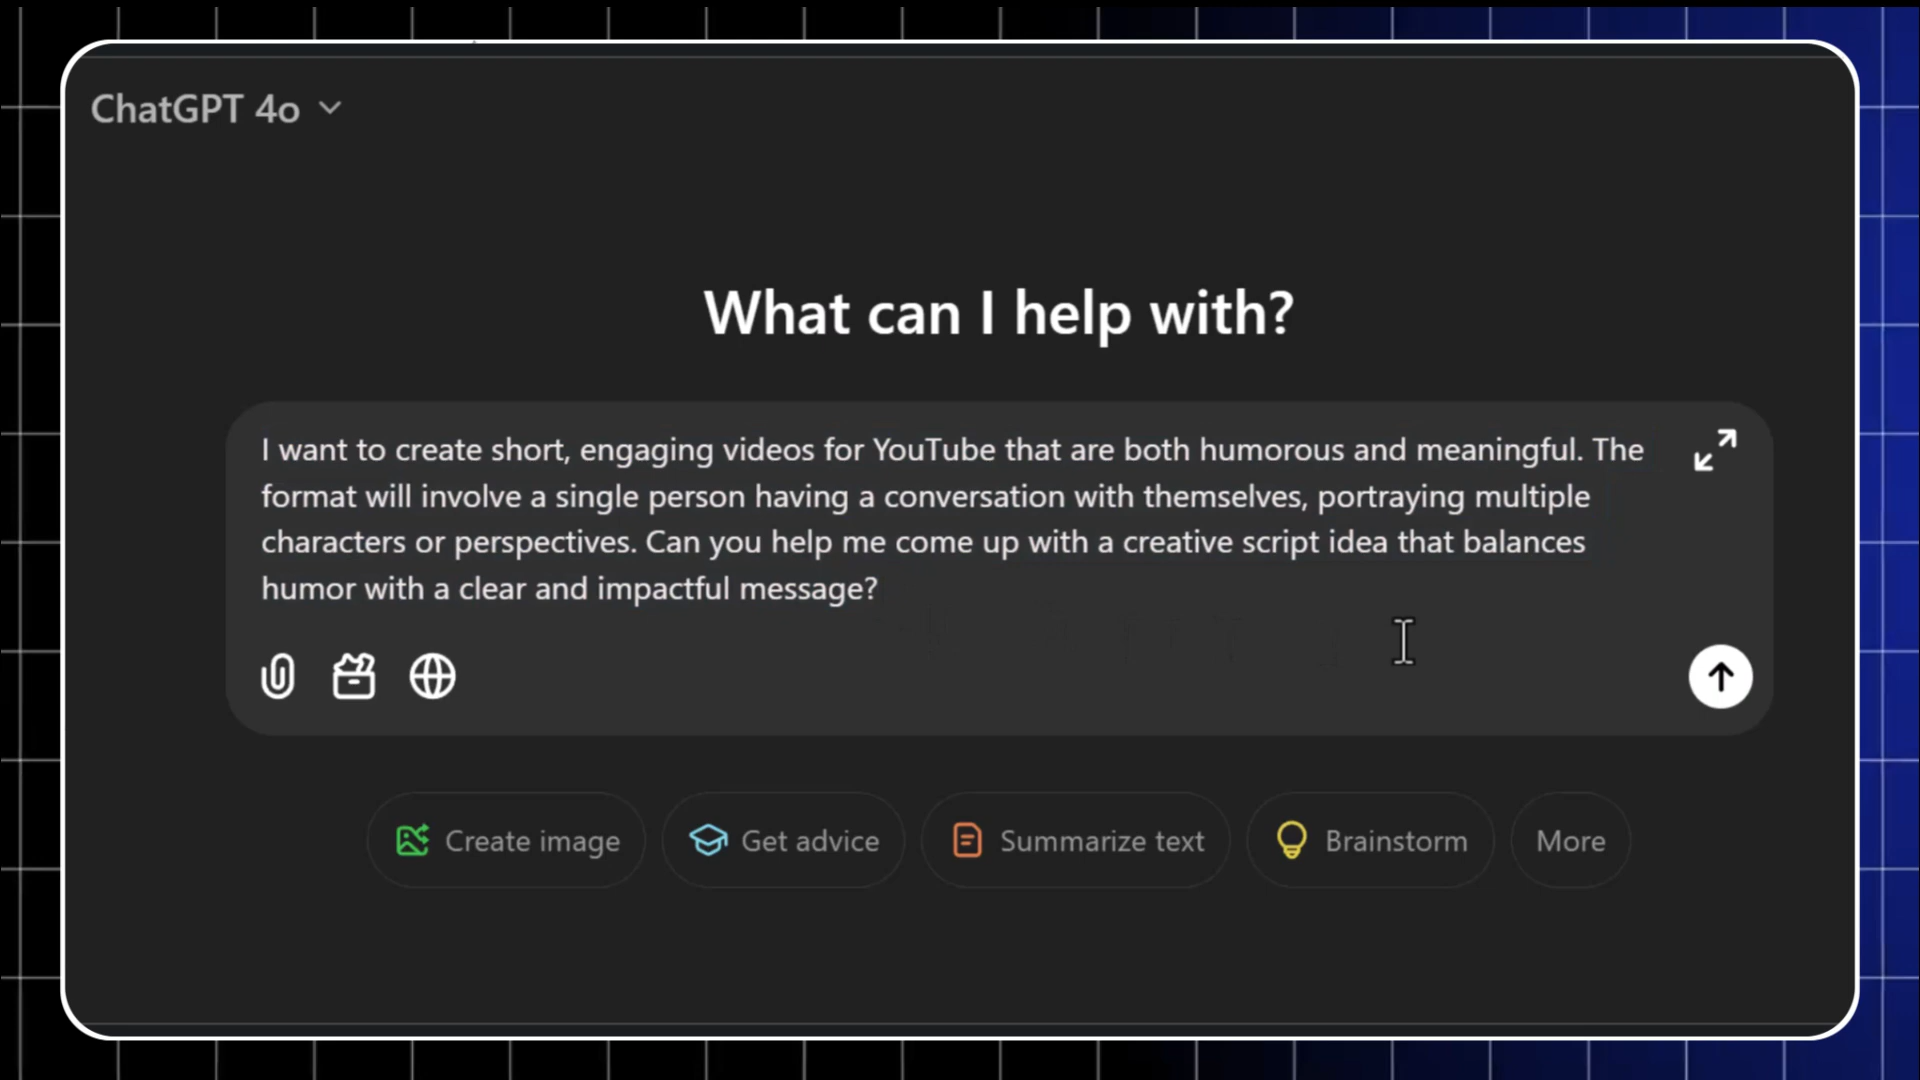 ChatGPT 4o
What can I help with?
I want to create short, engaging videos for YouTube that are both humorous and meaningful. The
format will involve a single person having a conversation with themselves, portraying multiple
characters or perspectives. Can you help me come up with a creative script idea that balances
humor with a clear and impactful message?
Create image
Get advice
Summarize text
Brainstorm
More